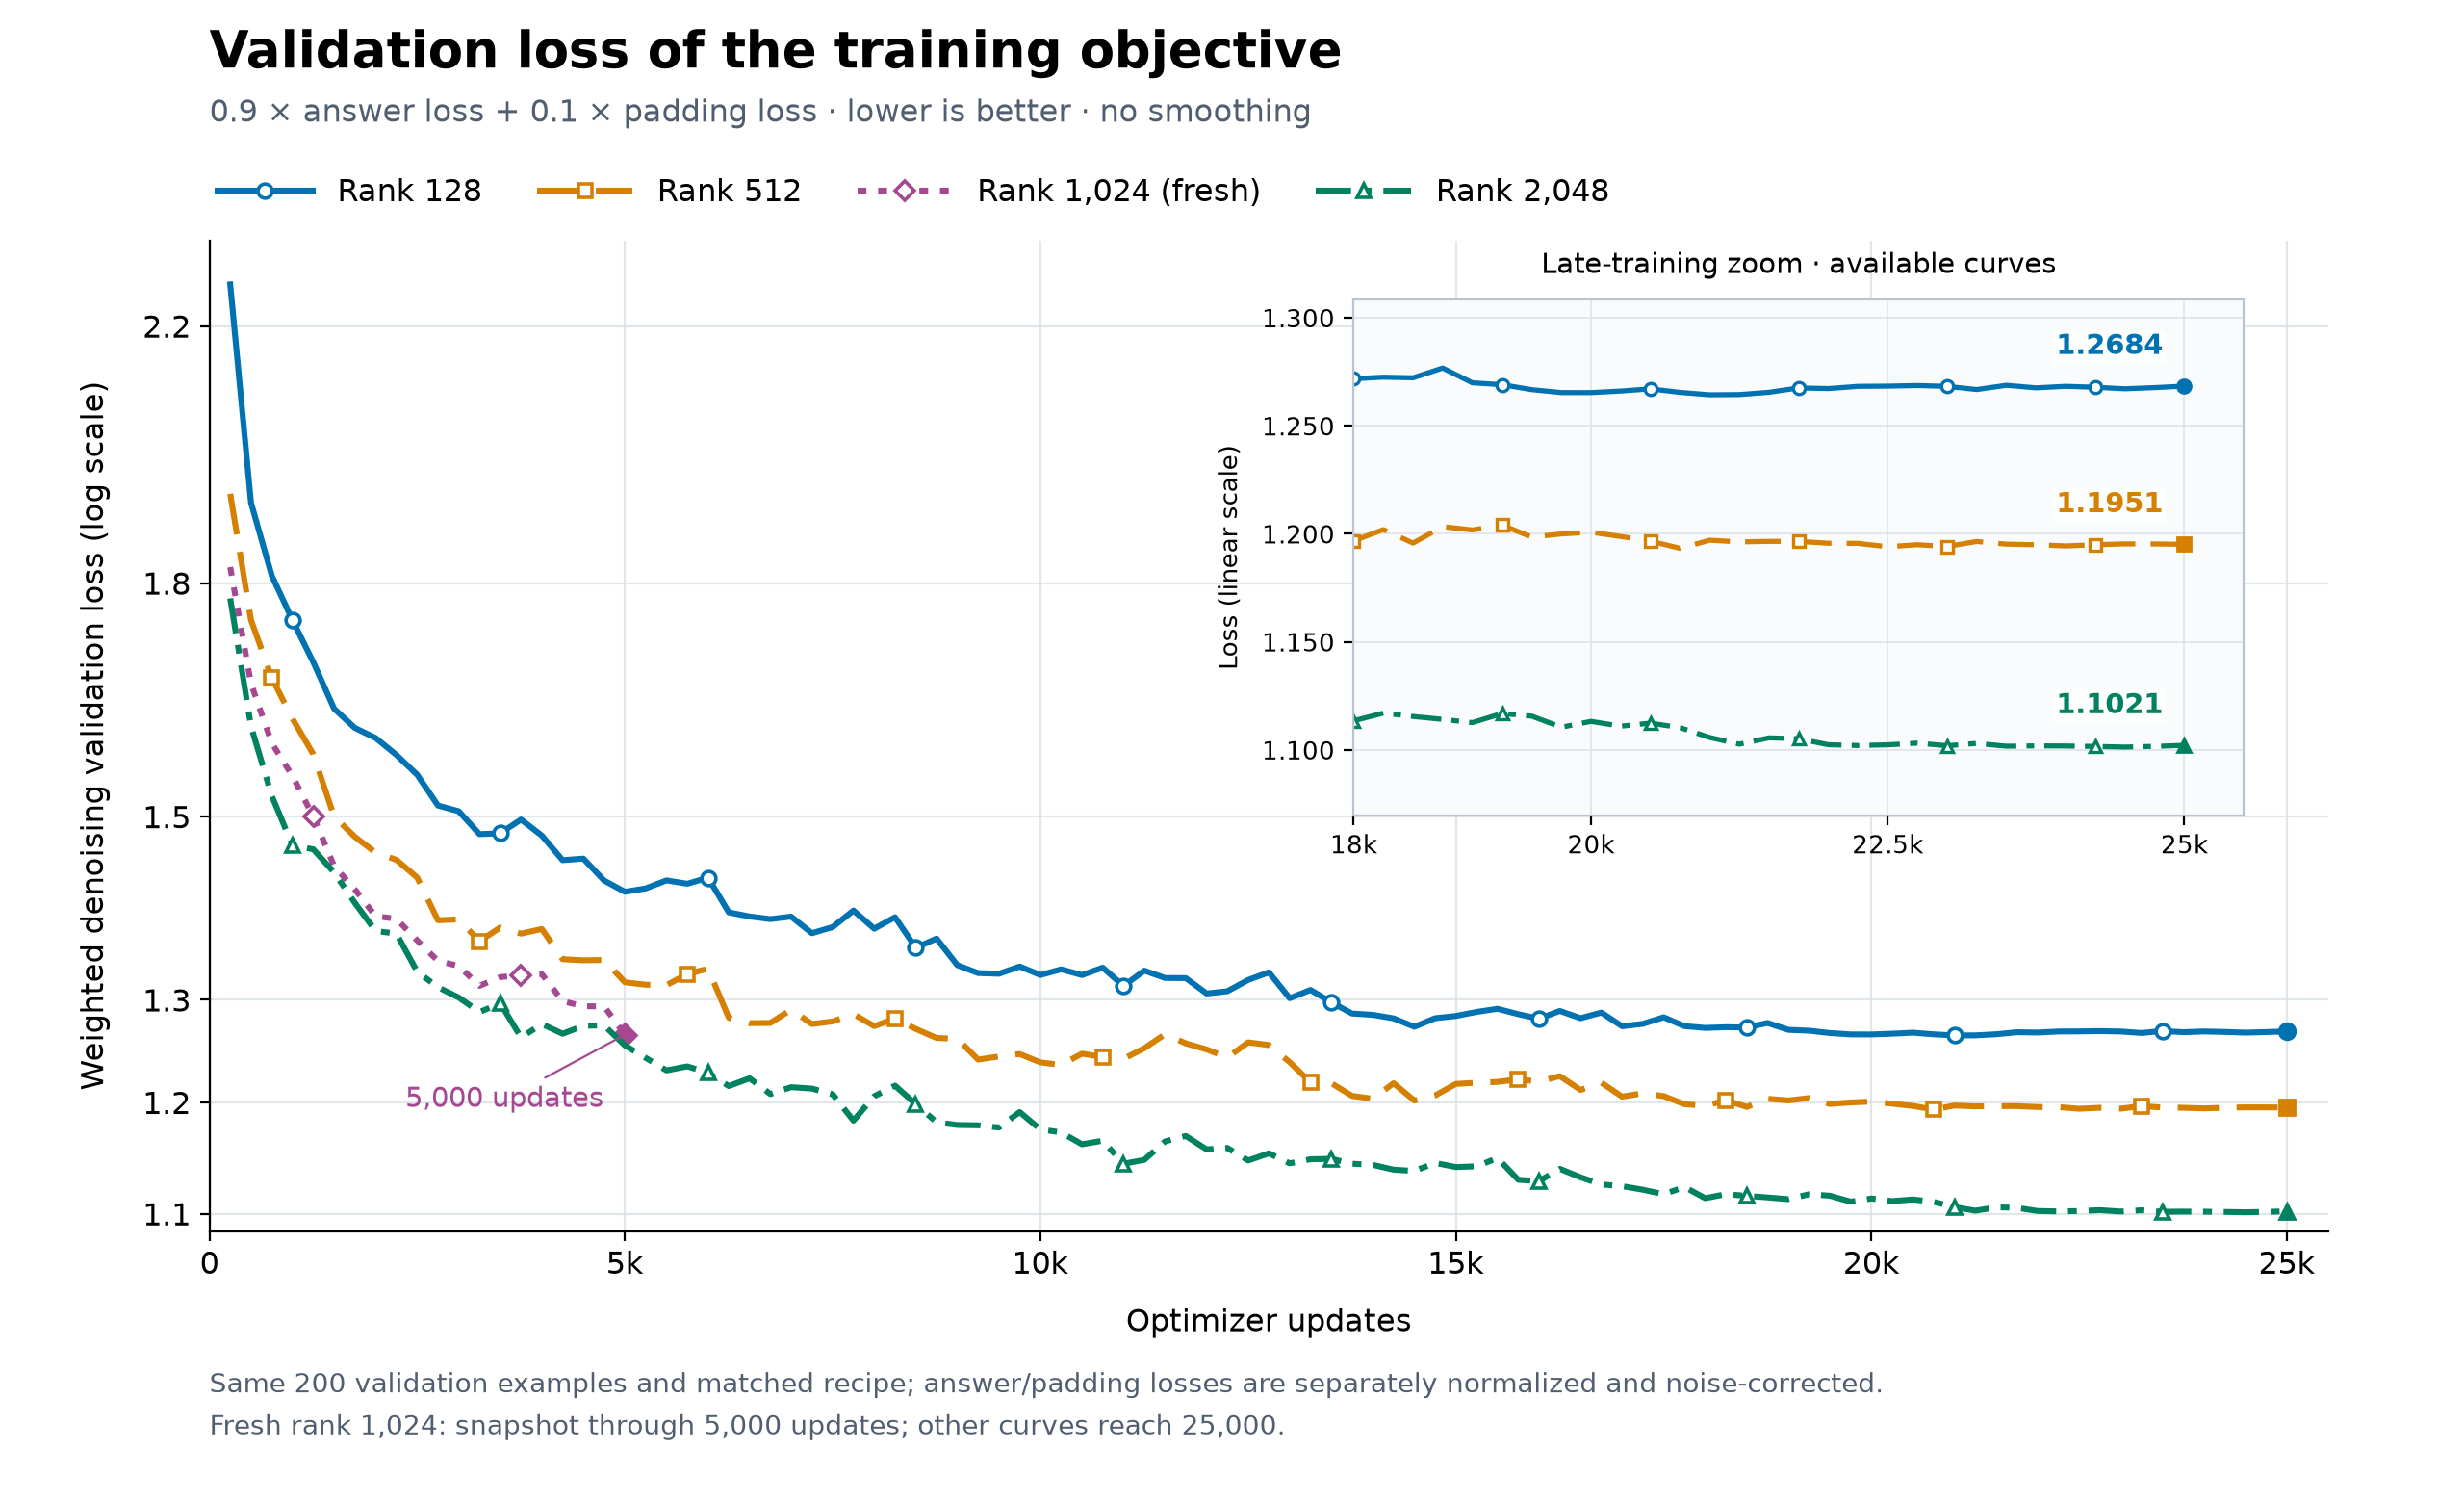 Validation loss of the training objective
0.9 × answer loss + 0.1 × padding loss · lower is better · no smoothing
Rank 128
Rank 512
Rank 1,024 (fresh)
Rank 2,048
Weighted denoising validation loss (log scale)
2.2
1.8
1.5
1.3
1.2
1.1
Late-training zoom · available curves
Loss (linear scale)
1.300
1.250
1.200
1.150
1.100
1.2684
1.1951
1.1021
18k
20k
22.5k
25k
5,000 updates
0
5k
10k
15k
20k
25k
Optimizer updates
Same 200 validation examples and matched recipe; answer/padding losses are separately normalized and noise-corrected.
Fresh rank 1,024: snapshot through 5,000 updates; other curves reach 25,000.